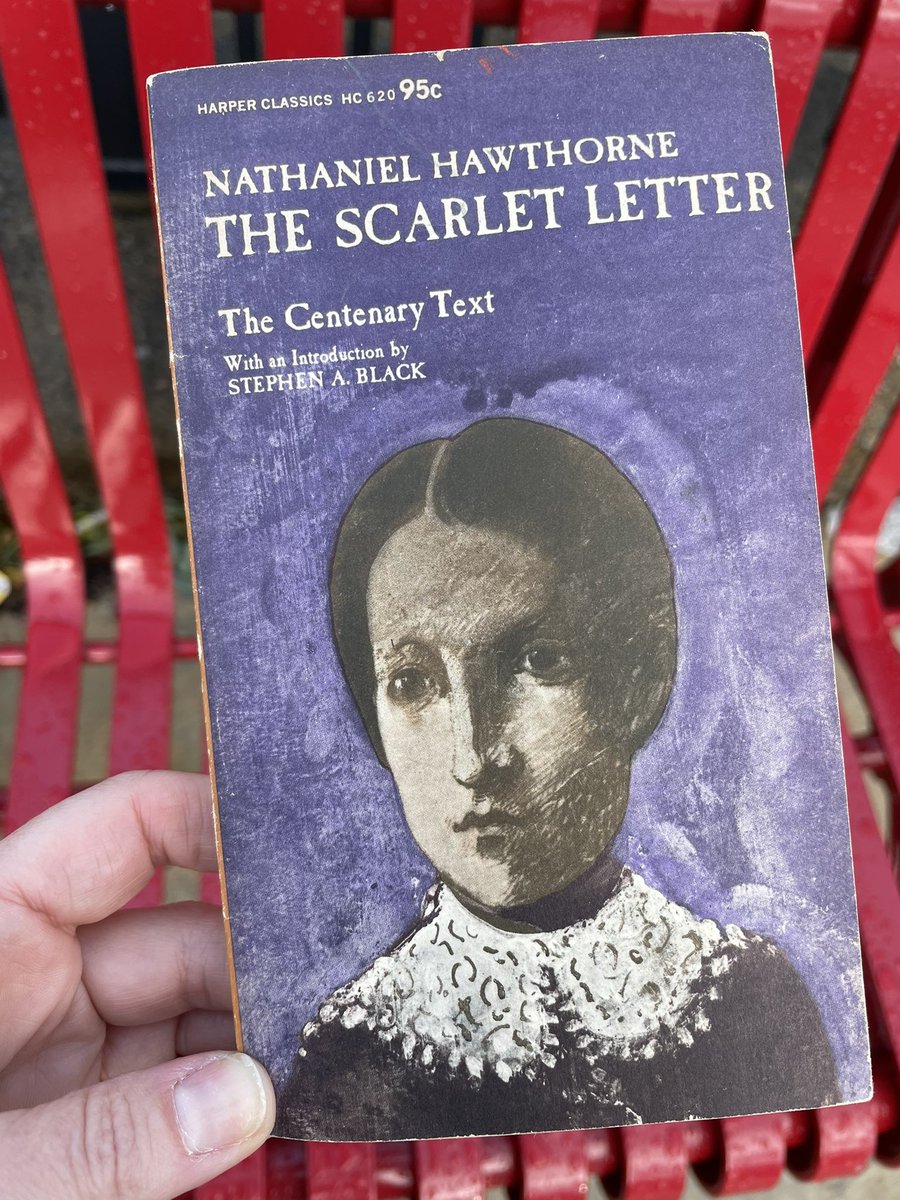 HARPER CLASSICS HC 620 95c
NATHANIEL HAWTHORNE
THE SCARLET LETTER
The Centenary Text
With an Introduction by
STEPHEN A. BLACK